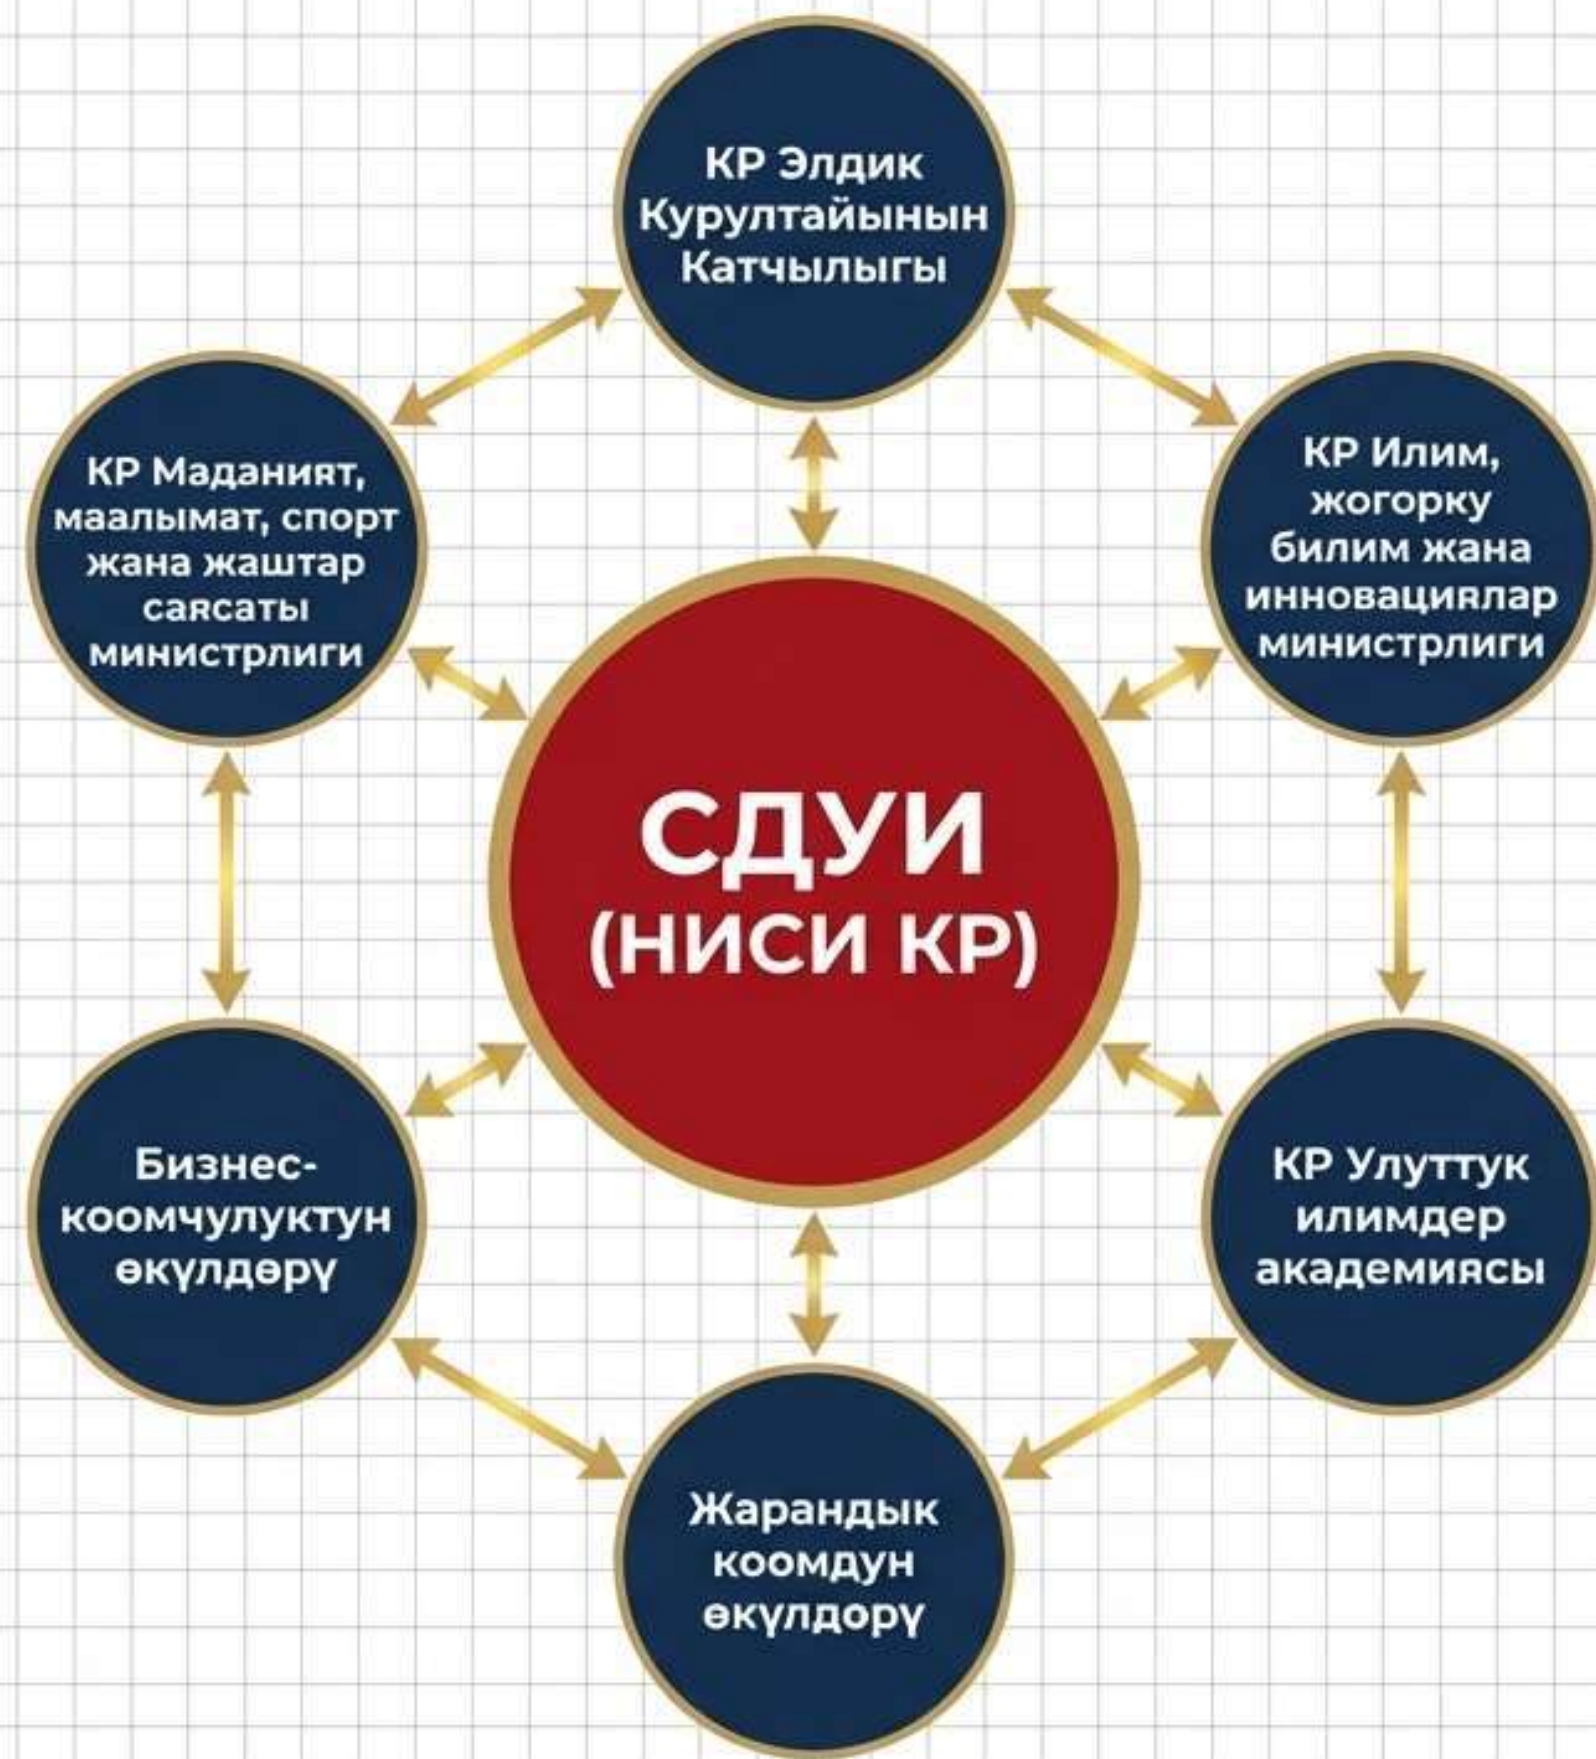 КР Элдик
Курултайынын
Катчылыгы
КР Маданият,
маалымат, спорт
жана жаштар
саясаты
министрлиги
КР Илим,
жогорку
билим жана
инновациялар
министрлиги
СДУИ
(НИСИ КР)
Бизнес-
коомчулуктун
өкүлдөрү
КР Улуттук
илимдер
академиясы
Жарандык
коомдун
өкүлдорү